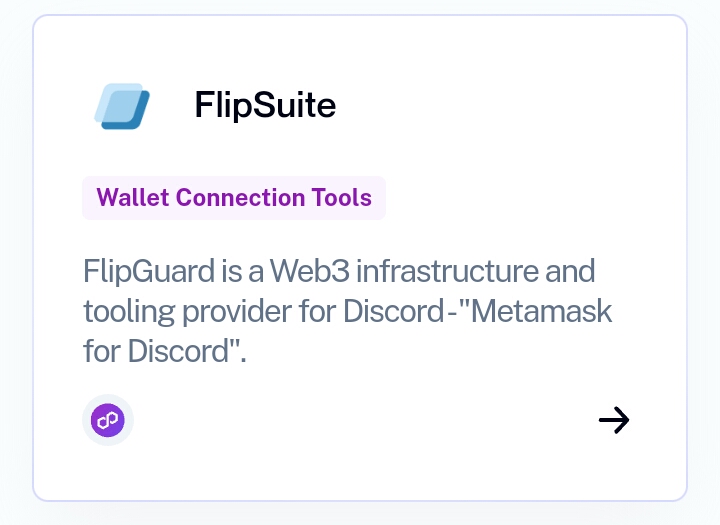 FlipSuite
Wallet Connection Tools
FlipGuard is a Web3 infrastructure and
tooling provider for Discord - "Metamask
for Discord".